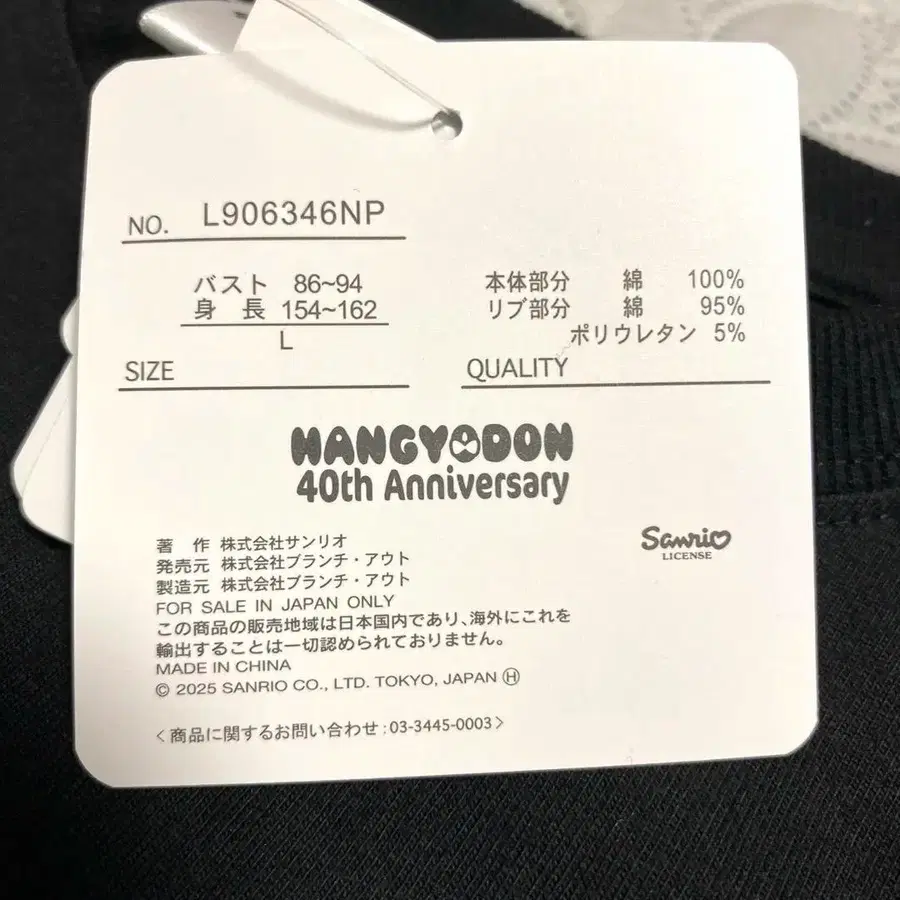 NO. L906346NP
バスト 86~94
身長 154~162
L
SIZE
本体部分 綿 100%
リブ部分 綿 95%
ポリウレタン 5%
QUALITY
HANGYODON
40th Anniversary
著作 株式会社サンリオ
発売元 株式会社ブランチ・アウト
製造元 株式会社ブランチ・アウト
FOR SALE IN JAPAN ONLY
この商品の販売地域は日本国内であり、海外にこれを
輸出することは一切認められておりません。
MADE IN CHINA
© 2025 SANRIO CO., LTD. TOKYO, JAPAN Ⓗ
Sanrio
LICENSE
<商品に関するお問い合わせ:03-3445-0003>